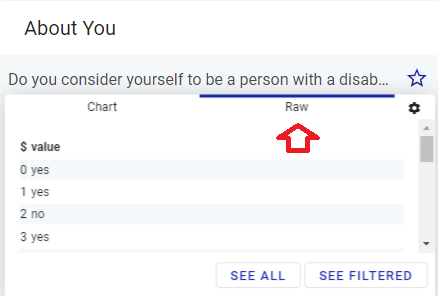 About You
Do you consider yourself to be a person with a disab...
Chart Raw
$ value
0 yes
1 yes
2 no
3 yes
SEE ALL SEE FILTERED